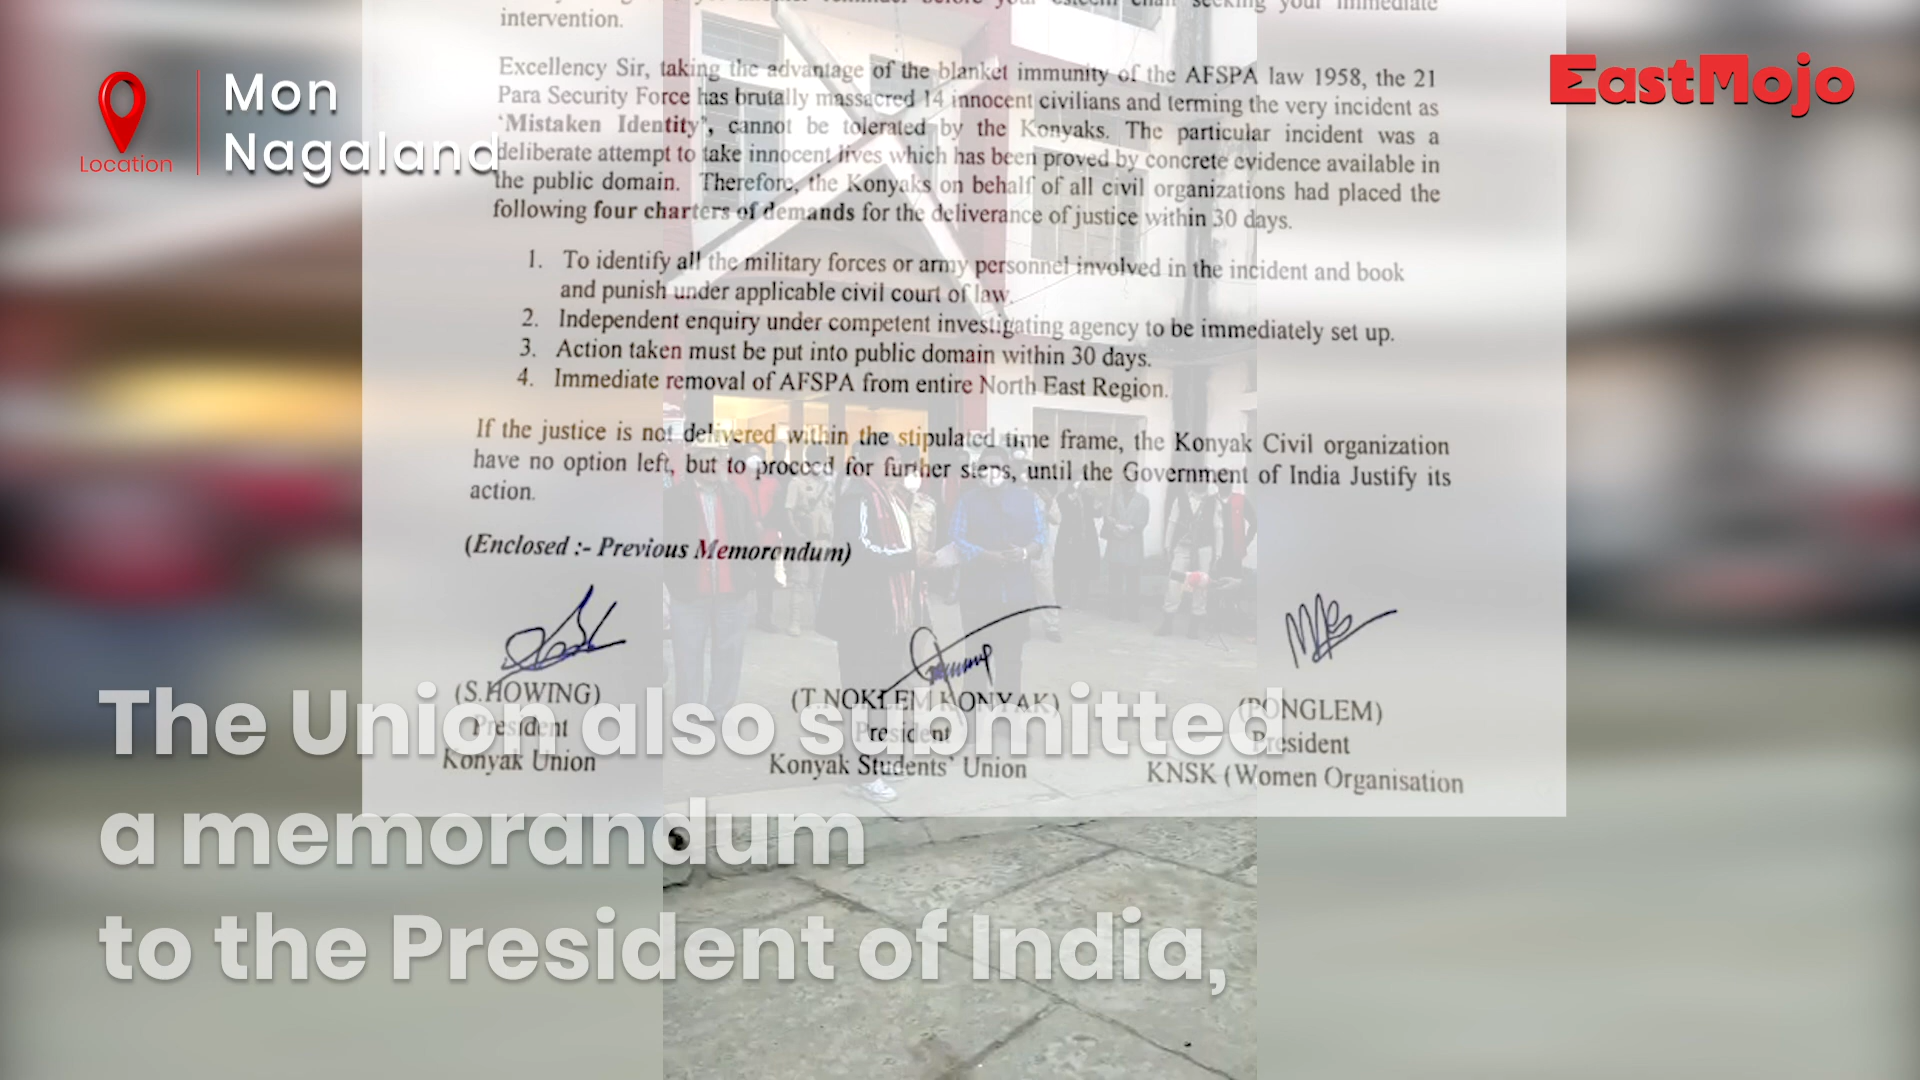 intervention.
Excellency Sir, taking the advantage of the blanket immunity of the AFSPA law 1958, the 21
Para Security Force has brutally massacred 14 innocent civilians and terming the very incident as
'Mistaken Identity', cannot be tolerated by the Konyaks. The particular incident was a
deliberate attempt to take innocent lives which has been proved by concrete evidence available in
the public domain. Therefore, the Konyaks on behalf of all civil organizations had placed the
following four charters of demands for the deliverance of justice within 30 days.
1. To identify all the military forces or army personnel involved in the incident and book
and punish under applicable civil court of law.
2. Independent enquiry under competent investigating agency to be immediately set up.
3. Action taken must be put into public domain within 30 days.
4. Immediate removal of AFSPA from entire North East Region.
If the justice is not delivered within the stipulated time frame, the Konyak Civil organization
have no option left, but to proceed for further steps, until the Government of India Justify its
action.
(Enclosed :- Previous Memorandum)
(S.HOWING)
President
Konyak Union
(T.NOKLEM KONYAK)
President
Konyak Students` Union
(PONGLEM)
President
KNSK (Women Organisation
Mon
Nagaland
Location
EastMojo
The Union also submitted
a memorandum
to the President of India,